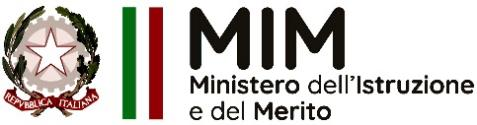 MIM
Ministero dell'Istruzione
e del Merito
REPVBBLICA ITALIANA